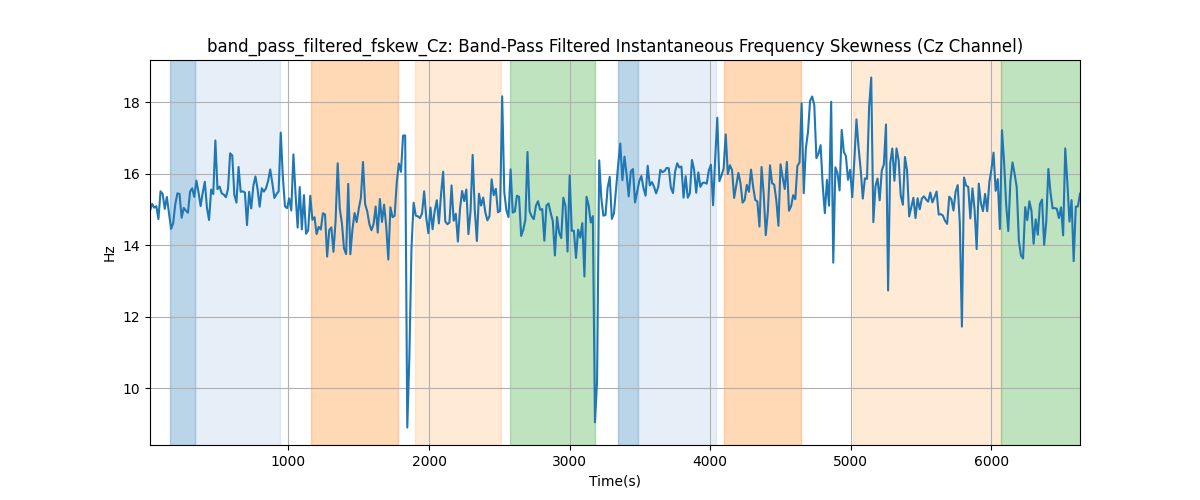 band_pass_filtered_fskew_Cz: Band-Pass Filtered Instantaneous Frequency Skewness (Cz Channel)
18
16
14
12
10
Hz
1000 2000 3000 4000 5000 6000
Time(s)